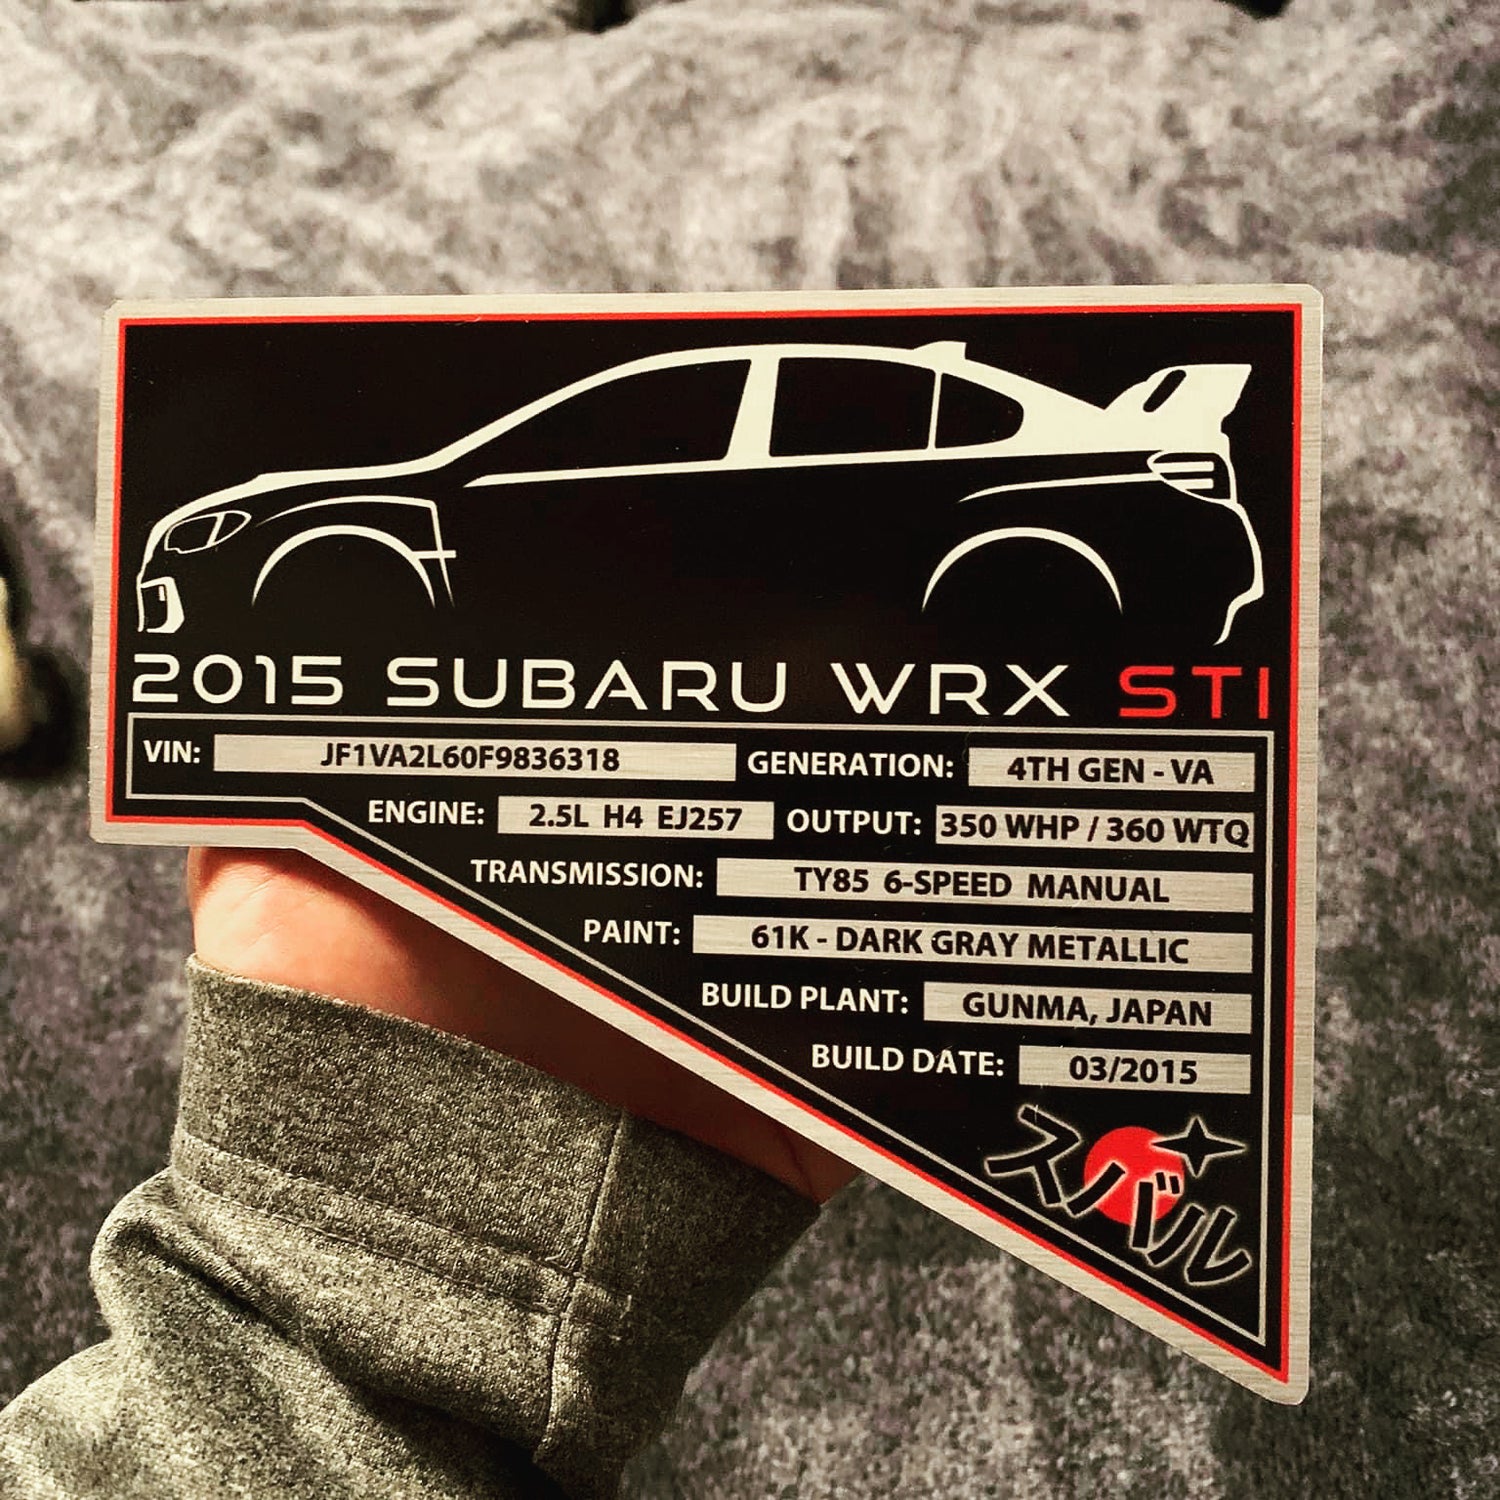 2015 SUBARU WRX STI
VIN: JF1VA2L60F9836318 GENERATION: 4TH GEN - VA
ENGINE: 2.5L H4 EJ257 OUTPUT: 350 WHP / 360 WTQ
TRANSMISSION: TY85 6-SPEED MANUAL
PAINT: 61K - DARK GRAY METALLIC
BUILD PLANT: GUNMA, JAPAN
BUILD DATE: 03/2015
スバル